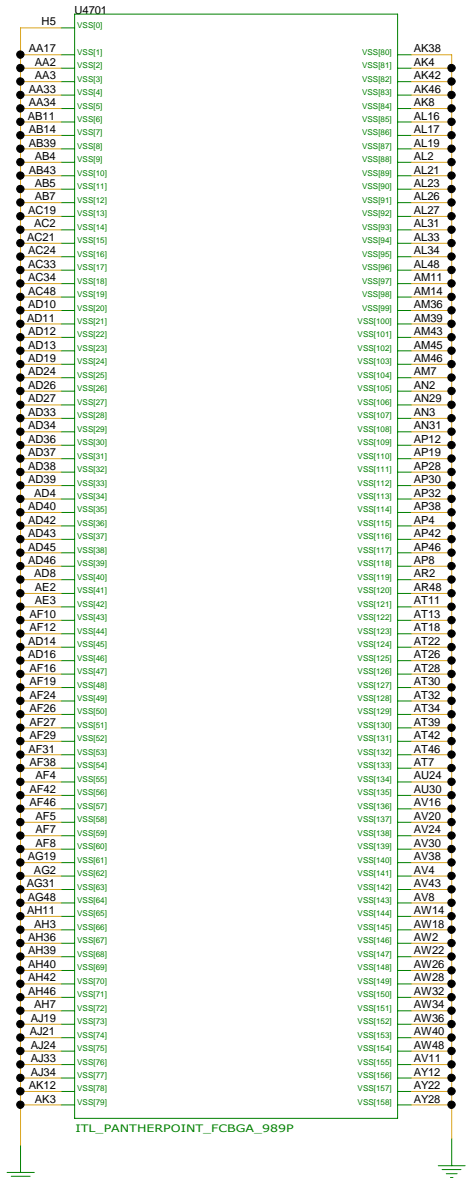 U4701
H5 VSS[0]
AA17 VSS[1] VSS[80] AK38
AA2 VSS[2] VSS[81] AK4
AA3 VSS[3] VSS[82] AK42
AA33 VSS[4] VSS[83] AK46
AA34 VSS[5] VSS[84] AK8
AB11 VSS[6] VSS[85] AL16
AB14 VSS[7] VSS[86] AL17
AB39 VSS[8] VSS[87] AL19
AB4 VSS[9] VSS[88] AL2
AB43 VSS[10] VSS[89] AL21
AB5 VSS[11] VSS[90] AL23
AB7 VSS[12] VSS[91] AL26
AC19 VSS[13] VSS[92] AL27
AC2 VSS[14] VSS[93] AL31
AC21 VSS[15] VSS[94] AL33
AC24 VSS[16] VSS[95] AL34
AC33 VSS[17] VSS[96] AL48
AC34 VSS[18] VSS[97] AM11
AC48 VSS[19] VSS[98] AM14
AD10 VSS[20] VSS[99] AM36
AD11 VSS[21] VSS[100] AM39
AD12 VSS[22] VSS[101] AM43
AD13 VSS[23] VSS[102] AM45
AD19 VSS[24] VSS[103] AM46
AD24 VSS[25] VSS[104] AM7
AD26 VSS[26] VSS[105] AN2
AD27 VSS[27] VSS[106] AN29
AD33 VSS[28] VSS[107] AN3
AD34 VSS[29] VSS[108] AN31
AD36 VSS[30] VSS[109] AP12
AD37 VSS[31] VSS[110] AP19
AD38 VSS[32] VSS[111] AP28
AD39 VSS[33] VSS[112] AP30
AD4 VSS[34] VSS[113] AP32
AD40 VSS[35] VSS[114] AP38
AD42 VSS[36] VSS[115] AP4
AD43 VSS[37] VSS[116] AP42
AD45 VSS[38] VSS[117] AP46
AD46 VSS[39] VSS[118] AP8
AD8 VSS[40] VSS[119] AR2
AE2 VSS[41] VSS[120] AR48
AE3 VSS[42] VSS[121] AT11
AF10 VSS[43] VSS[122] AT13
AF12 VSS[44] VSS[123] AT18
AD14 VSS[45] VSS[124] AT22
AD16 VSS[46] VSS[125] AT26
AF16 VSS[47] VSS[126] AT28
AF19 VSS[48] VSS[127] AT30
AF24 VSS[49] VSS[128] AT32
AF26 VSS[50] VSS[129] AT34
AF27 VSS[51] VSS[130] AT39
AF29 VSS[52] VSS[131] AT42
AF31 VSS[53] VSS[132] AT46
AF38 VSS[54] VSS[133] AT7
AF4 VSS[55] VSS[134] AU24
AF42 VSS[56] VSS[135] AU30
AF46 VSS[57] VSS[136] AV16
AF5 VSS[58] VSS[137] AV20
AF7 VSS[59] VSS[138] AV24
AF8 VSS[60] VSS[139] AV30
AG19 VSS[61] VSS[140] AV38
AG2 VSS[62] VSS[141] AV4
AG31 VSS[63] VSS[142] AV43
AG48 VSS[64] VSS[143] AV8
AH11 VSS[65] VSS[144] AW14
AH3 VSS[66] VSS[145] AW18
AH36 VSS[67] VSS[146] AW2
AH39 VSS[68] VSS[147] AW22
AH40 VSS[69] VSS[148] AW26
AH42 VSS[70] VSS[149] AW28
AH46 VSS[71] VSS[150] AW32
AH7 VSS[72] VSS[151] AW34
AJ19 VSS[73] VSS[152] AW36
AJ21 VSS[74] VSS[153] AW40
AJ24 VSS[75] VSS[154] AW48
AJ33 VSS[76] VSS[155] AV11
AJ34 VSS[77] VSS[156] AY12
AK12 VSS[78] VSS[157] AY22
AK3 VSS[79] VSS[158] AY28
ITL_PANTHERPOINT_FCBGA_989P